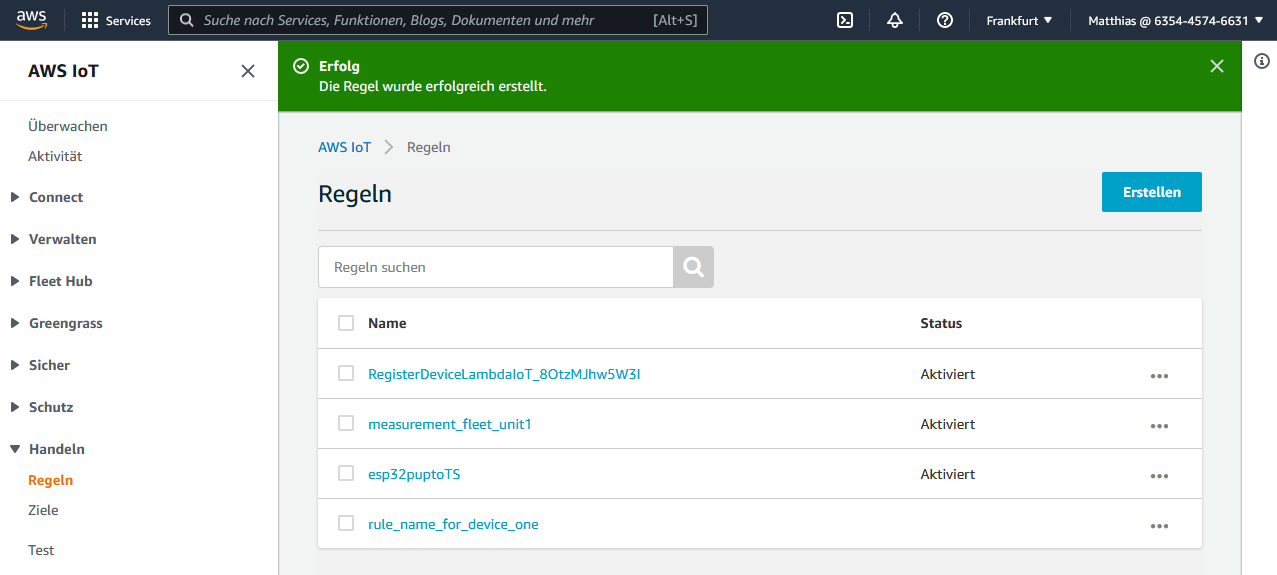 aws
Services
Suche nach Services, Funktionen, Blogs, Dokumenten und mehr
[Alt+S]
Frankfurt
Matthias @ 6354-4574-6631
AWS IoT
Überwachen
Aktivität
Connect
Verwalten
Fleet Hub
Greengrass
Sicher
Schutz
Handeln
Regeln
Ziele
Test
Erfolg
Die Regel wurde erfolgreich erstellt.
AWS IoT
Regeln
Regeln
Erstellen
Regeln suchen
Name Status
RegisterDeviceLambdaIoT_8OtzMJhw5W3I Aktiviert
measurement_fleet_unit1 Aktiviert
esp32puptoTS Aktiviert
rule_name_for_device_one